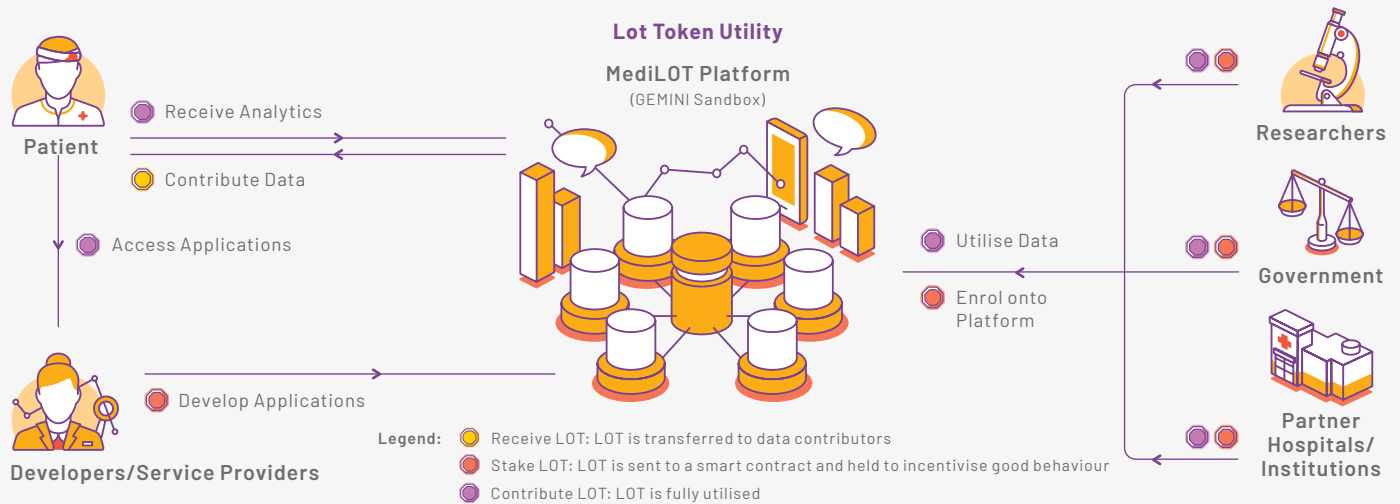 Lot Token Utility
MediLOT Platform
(GEMINI Sandbox)
Patient
Receive Analytics
Contribute Data
Access Applications
Developers/Service Providers
Develop Applications
Utilise Data
Enrol onto
Platform
Researchers
Government
Partner
Hospitals/
Institutions
Legend:
Receive LOT: LOT is transferred to data contributors
Stake LOT: LOT is sent to a smart contract and held to incentivise good behaviour
Contribute LOT: LOT is fully utilised